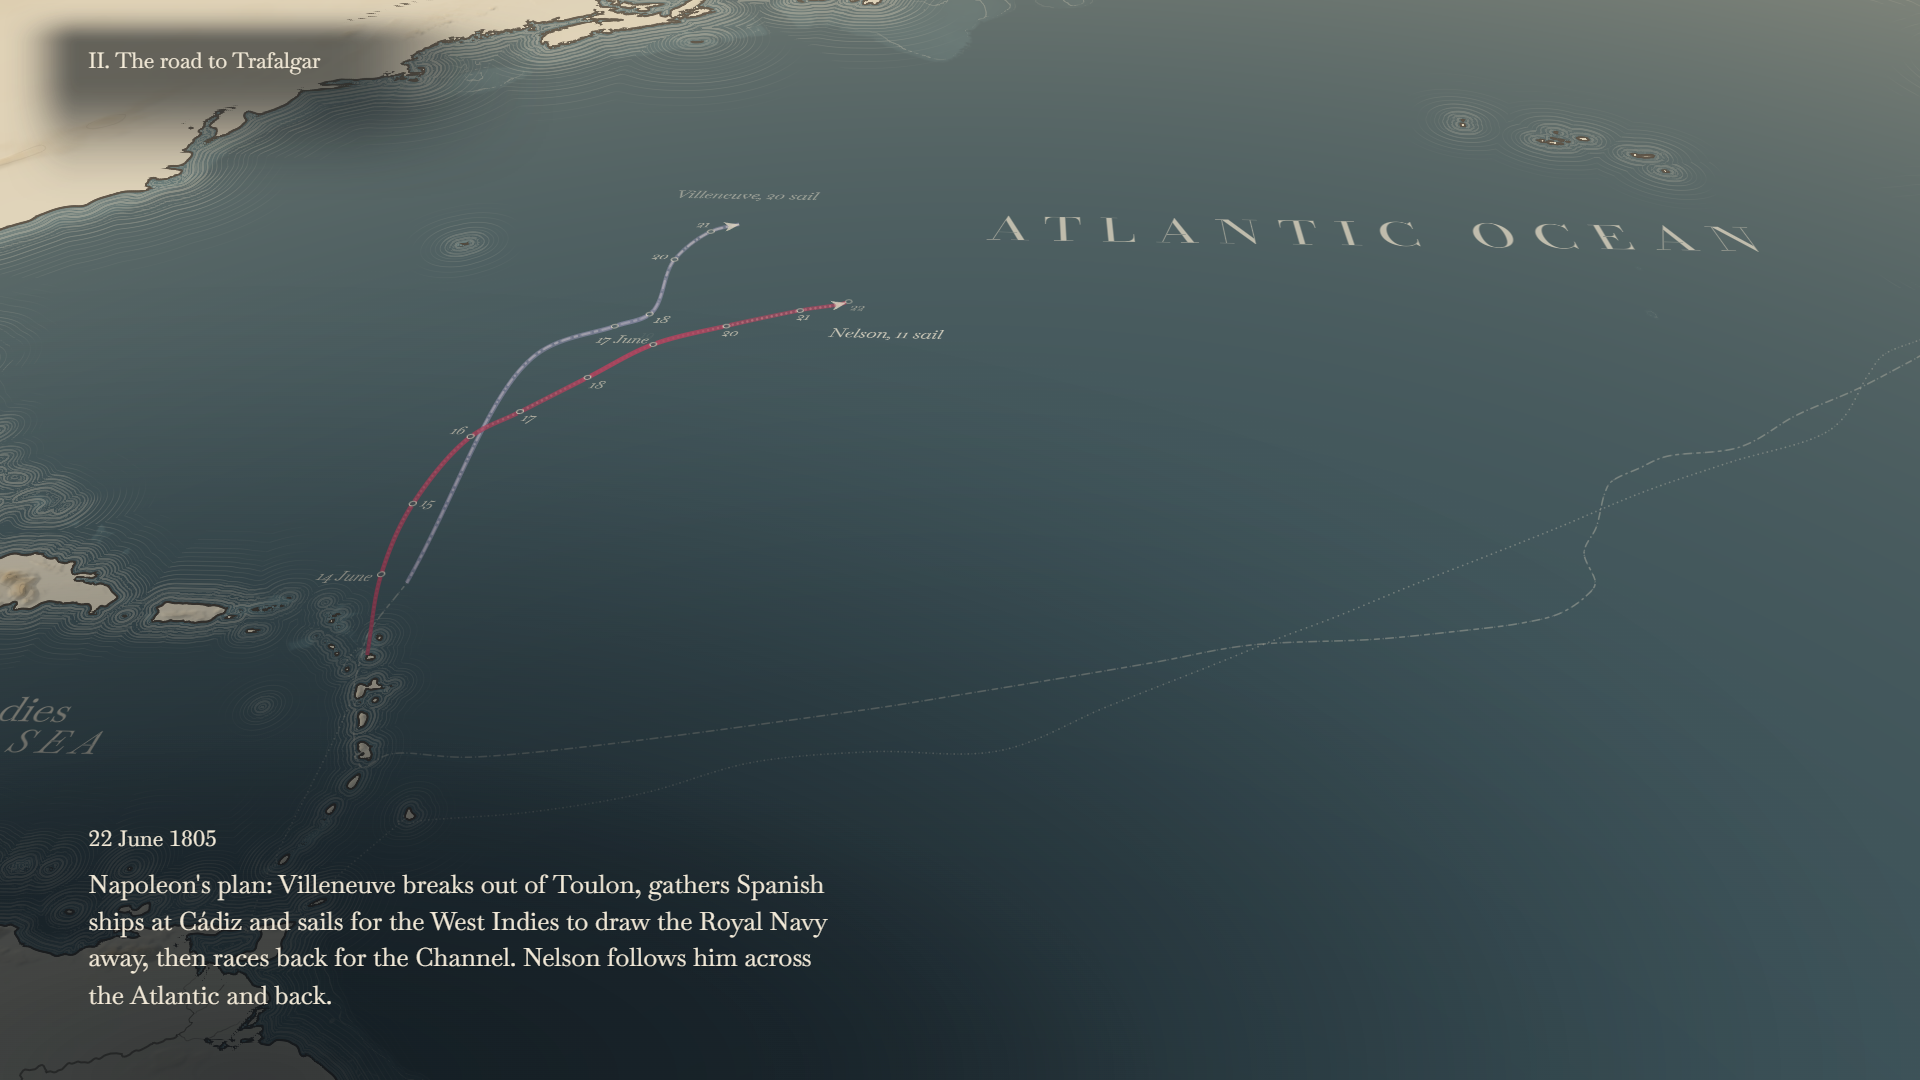 II. The road to Trafalgar
Villeneuve, 20 sail
21
20
ATLANTIC OCEAN
22
21
18
20
Nelson, 11 sail
17 June
18
17
16
15
14 June
dies
SEA
22 June 1805
Napoleon's plan: Villeneuve breaks out of Toulon, gathers Spanish
ships at Cádiz and sails for the West Indies to draw the Royal Navy
away, then races back for the Channel. Nelson follows him across
the Atlantic and back.